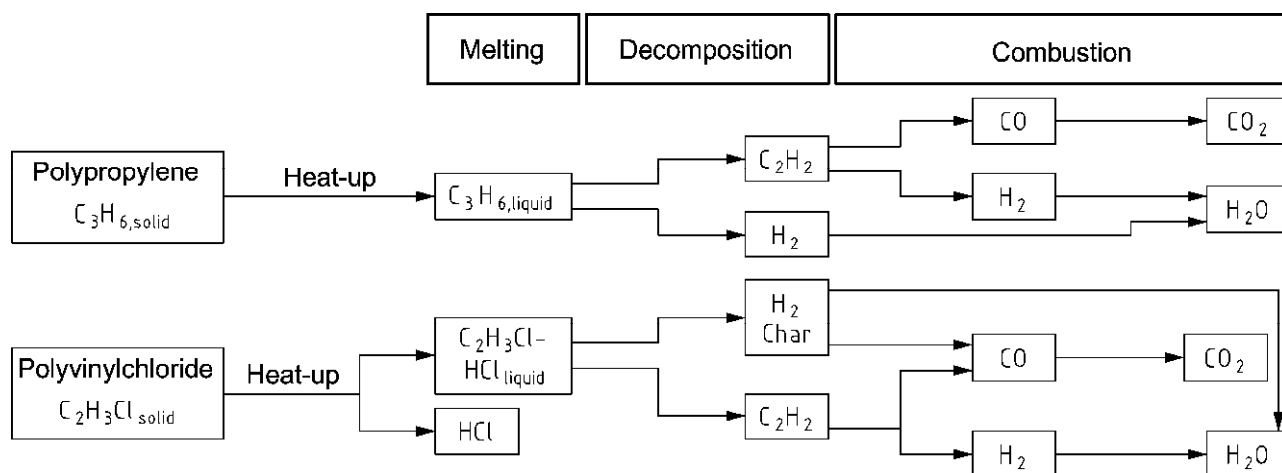 Melting
Decomposition
Combustion
Polypropylene
C₃H₆,solid
Heat-up
C₃H₆,liquid
C₂H₂
H₂
CO
H₂
CO₂
H₂O
Polyvinylchloride
C₂H₃Cl solid
Heat-up
C₂H₃Cl–
HCl liquid
HCl
H₂
Char
C₂H₂
CO
H₂
CO₂
H₂O